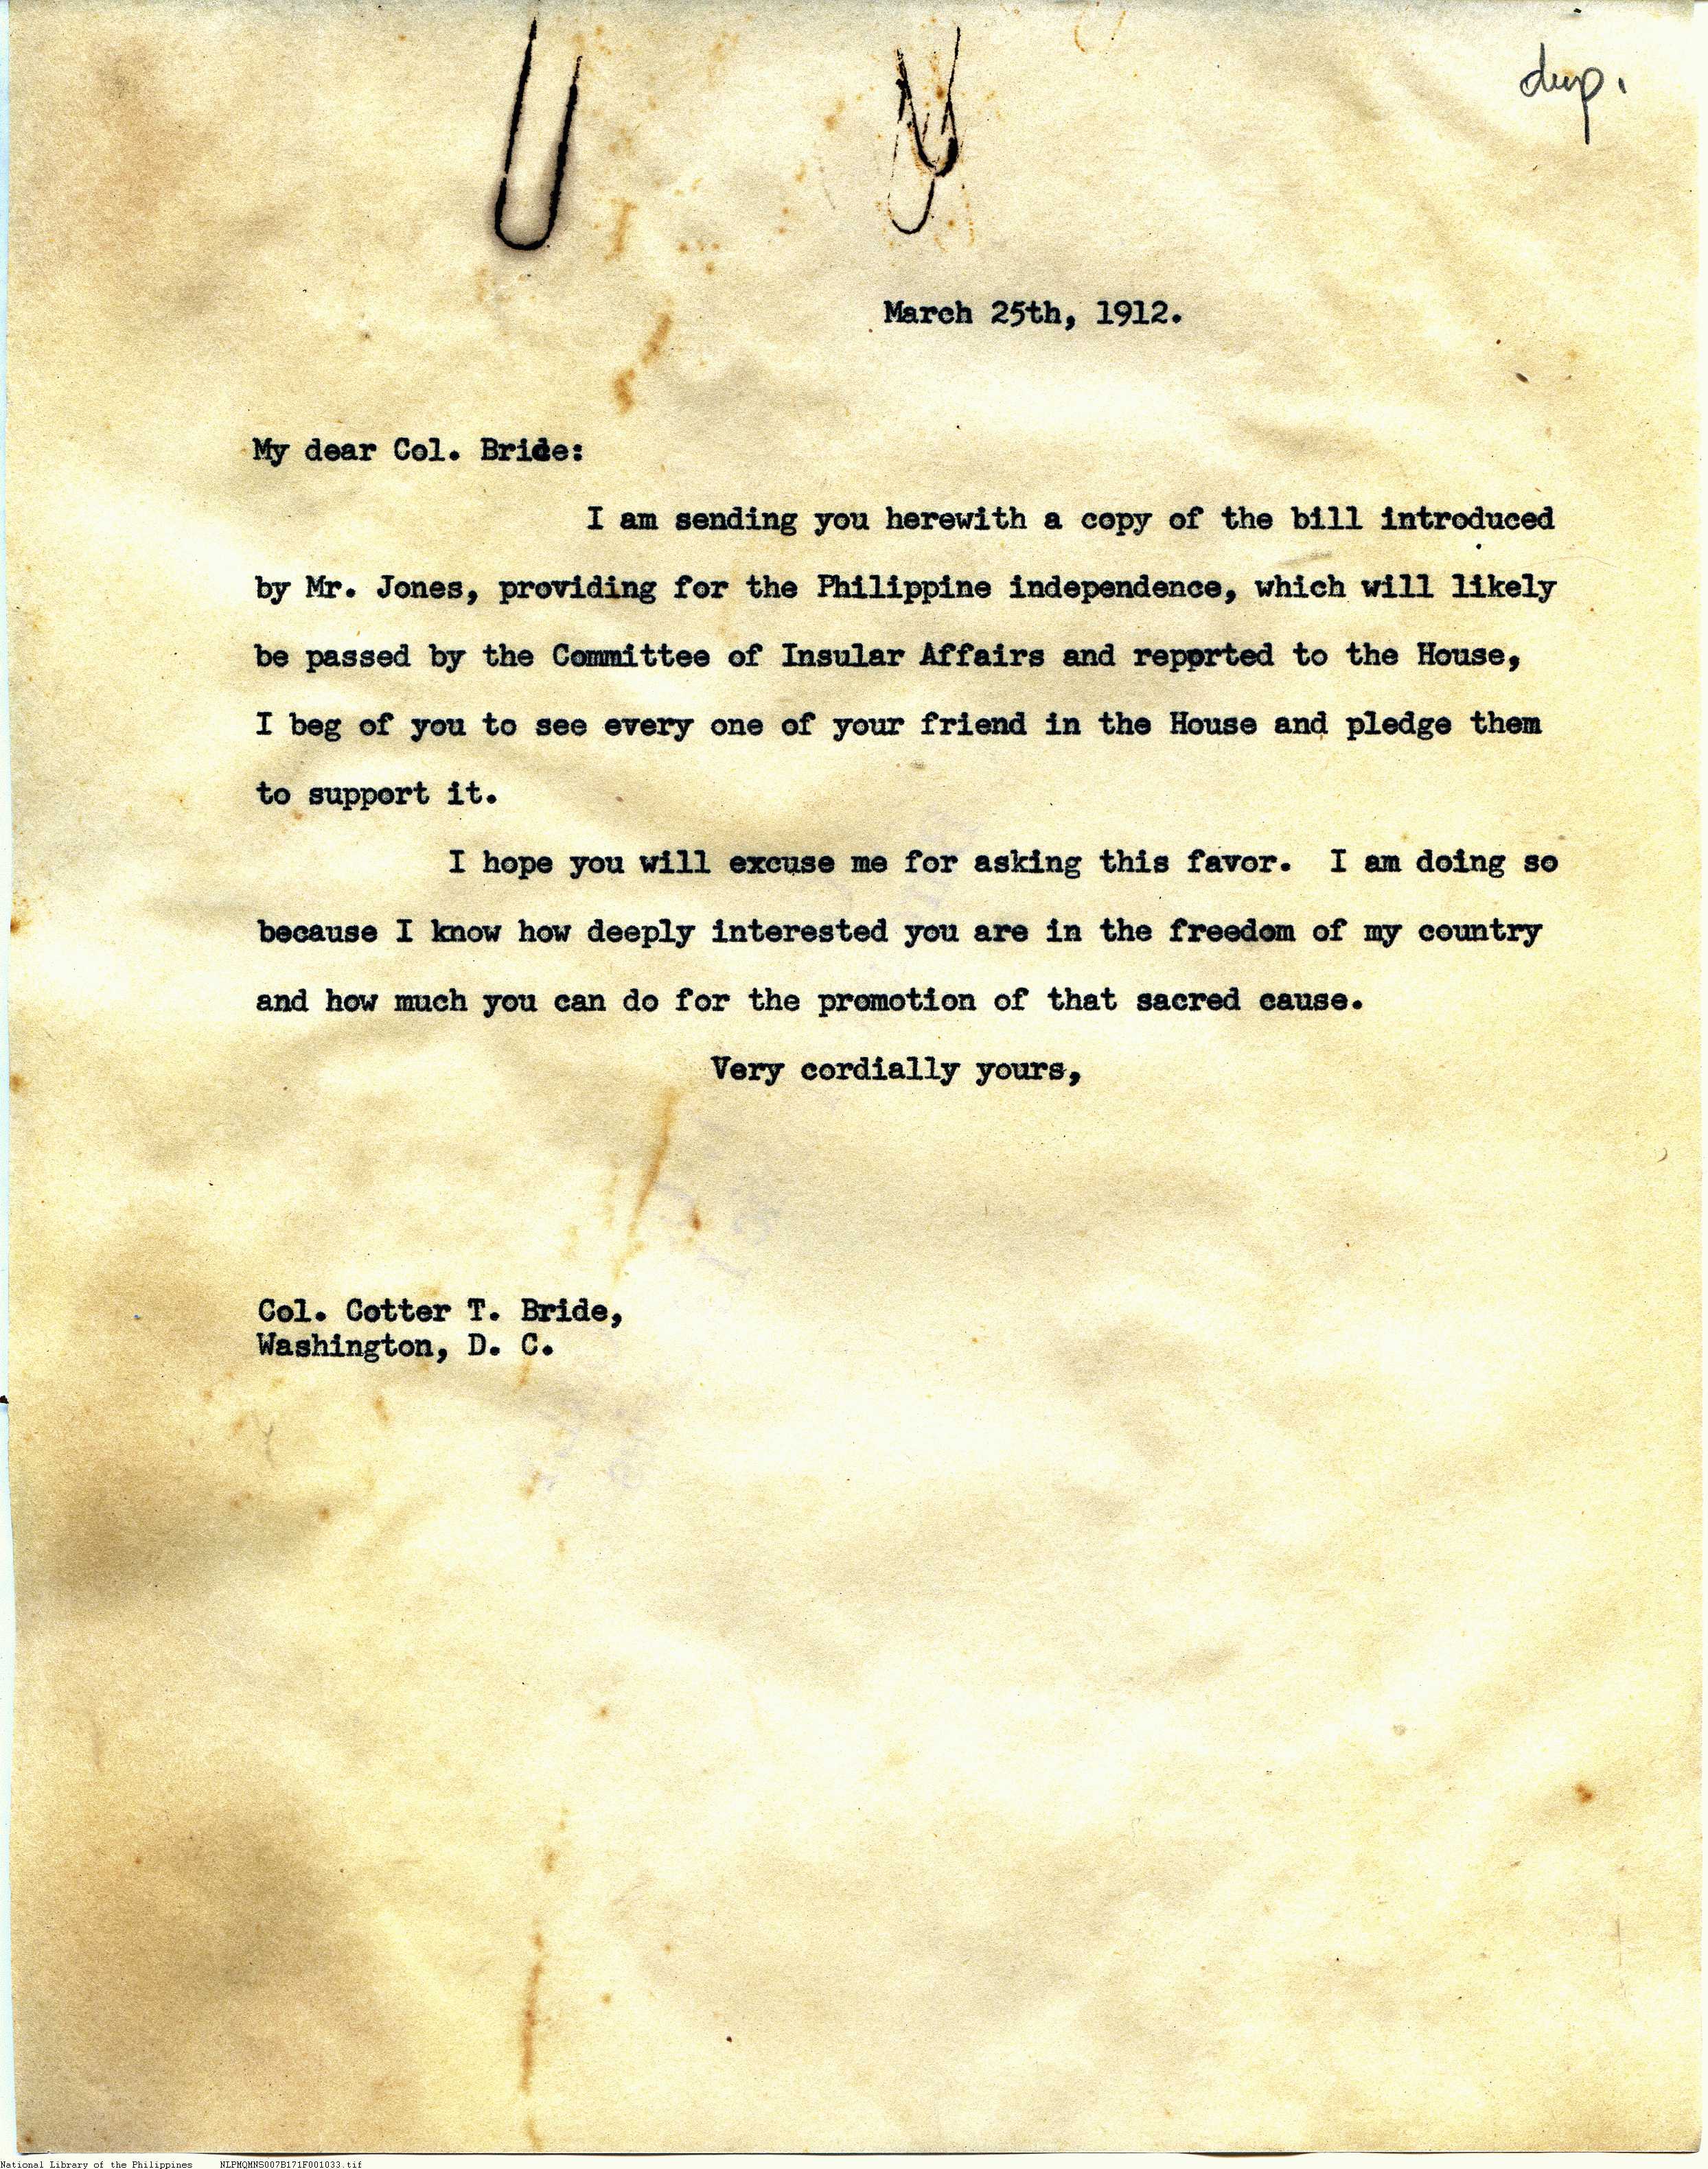 dup.
March 25th, 1912.
My dear Col. Bride:
I am sending you herewith a copy of the bill introduced
by Mr. Jones, providing for the Philippine independence, which will likely
be passed by the Committee of Insular Affairs and reported to the House,
I beg of you to see every one of your friend in the House and pledge them
to support it.
I hope you will excuse me for asking this favor. I am doing so
because I know how deeply interested you are in the freedom of my country
and how much you can do for the promotion of that sacred cause.
Very cordially yours,
Col. Cotter T. Bride,
Washington, D. C.
National Library of the Philippines NLPMQMNS007B171F001033.tif